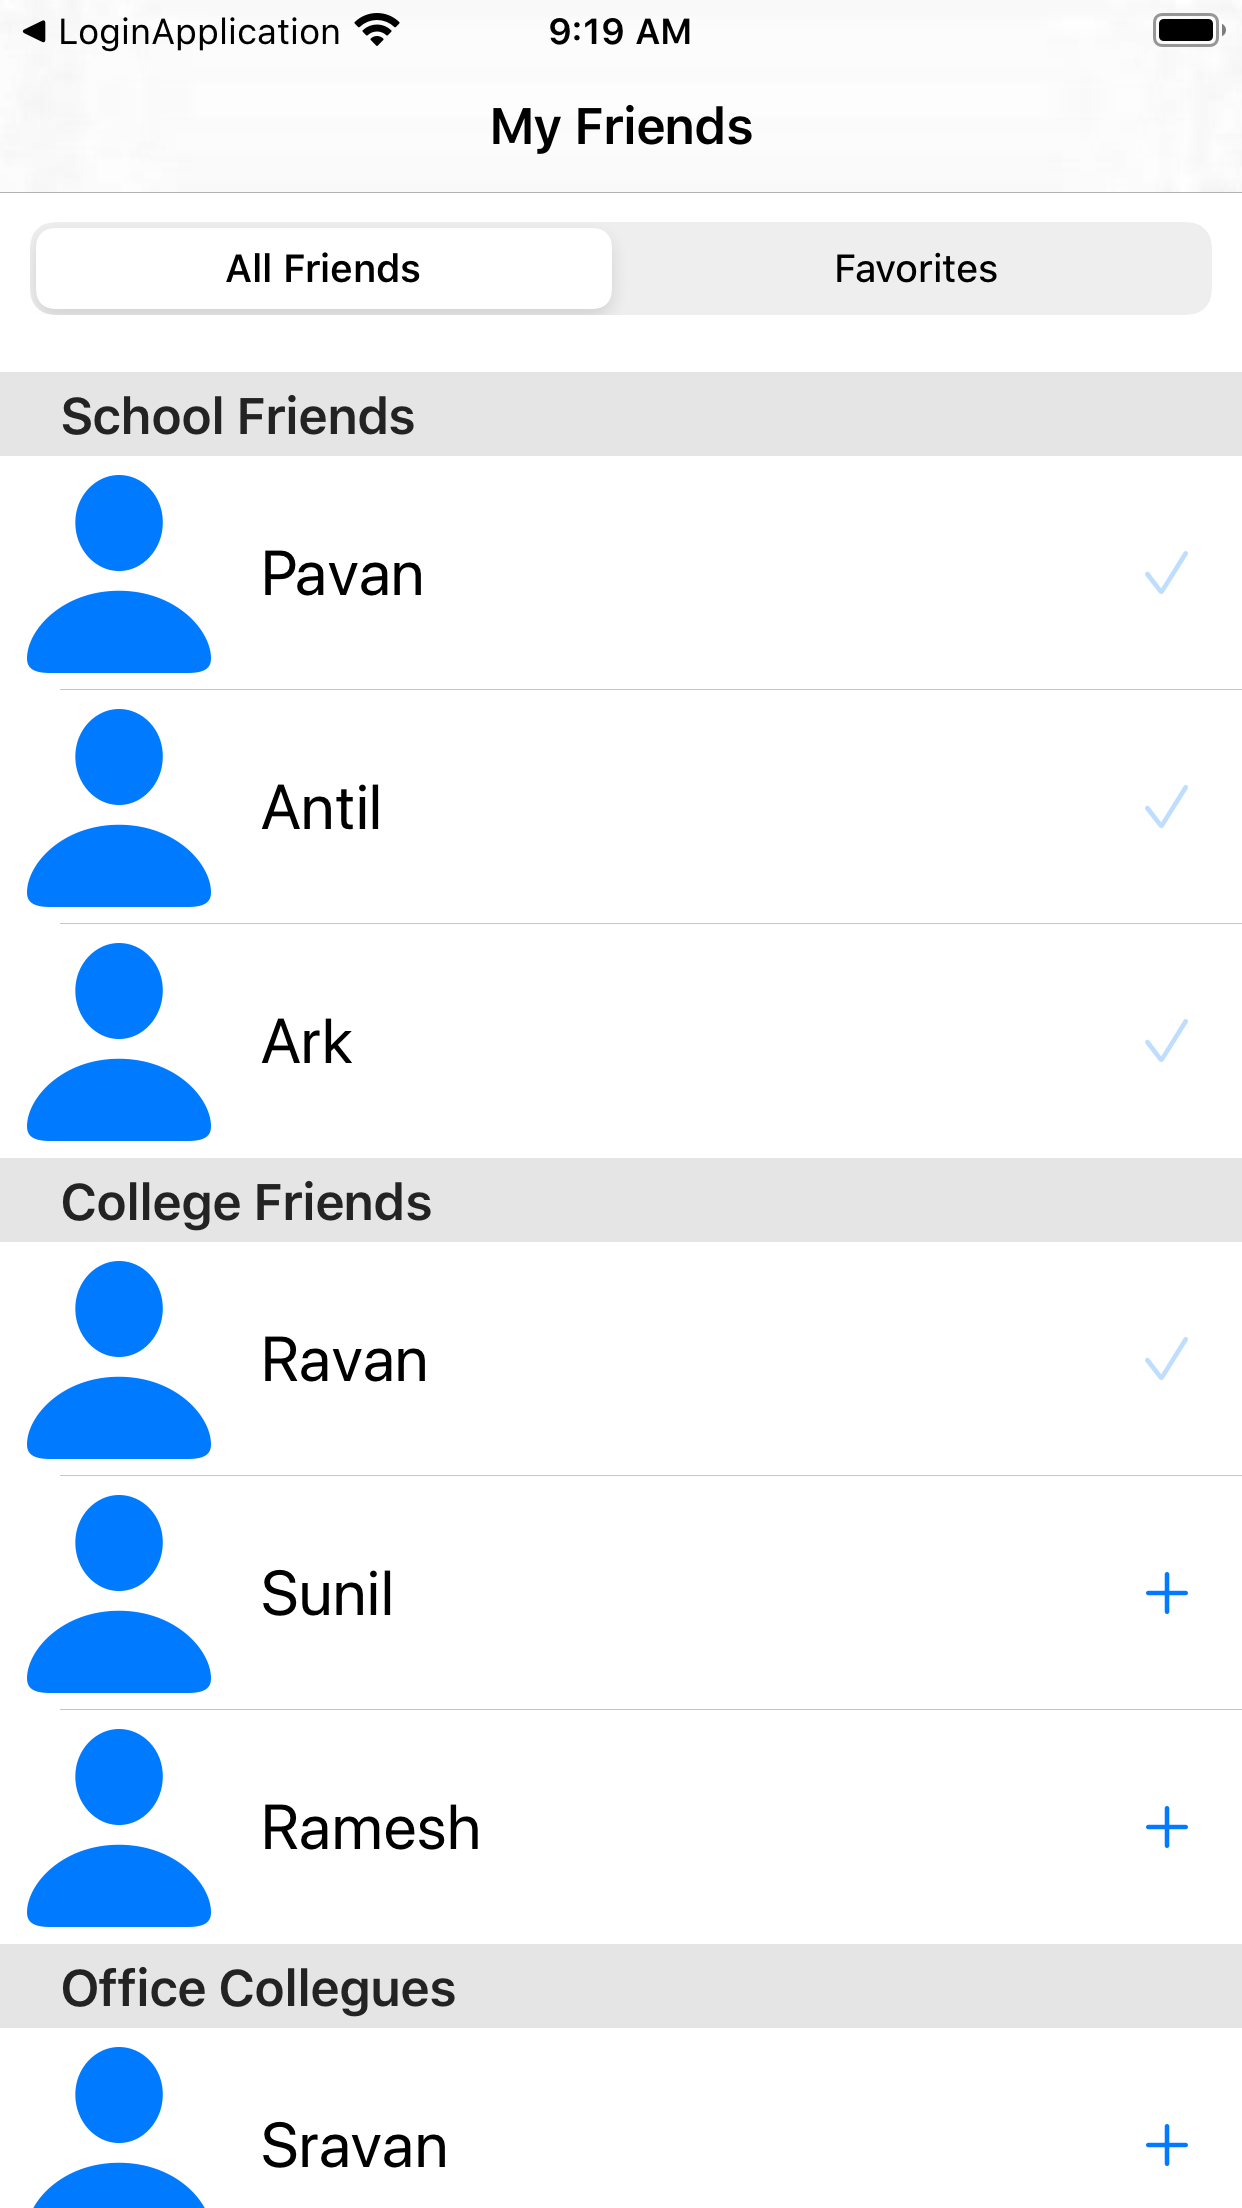 LoginApplication
9:19 AM
My Friends
All Friends
Favorites
School Friends
Pavan
Antil
Ark
College Friends
Ravan
Sunil
Ramesh
Office Collegues
Sravan